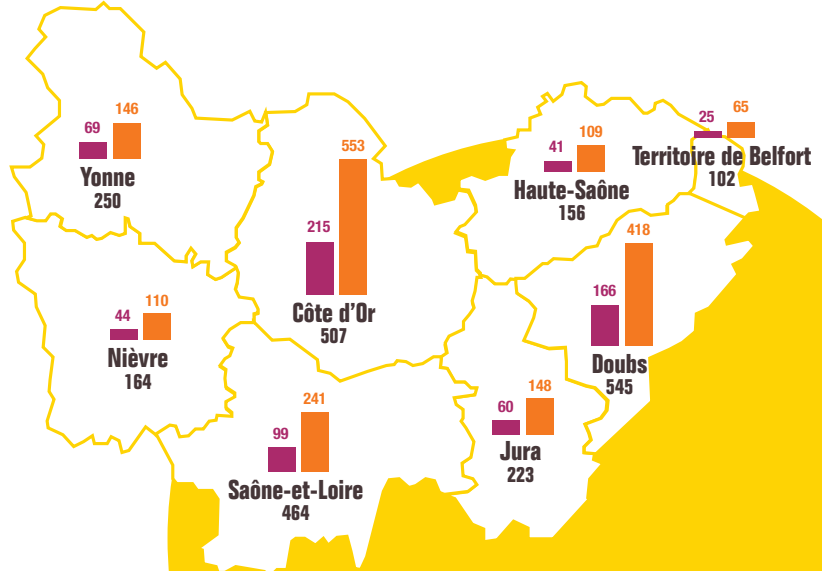 69 146
Yonne
250
215 553
Côte d'Or
507
41 109
Haute-Saône
156
25 65
Territoire de Belfort
102
44 110
Nièvre
164
166 418
Doubs
545
99 241
Saône-et-Loire
464
60 148
Jura
223